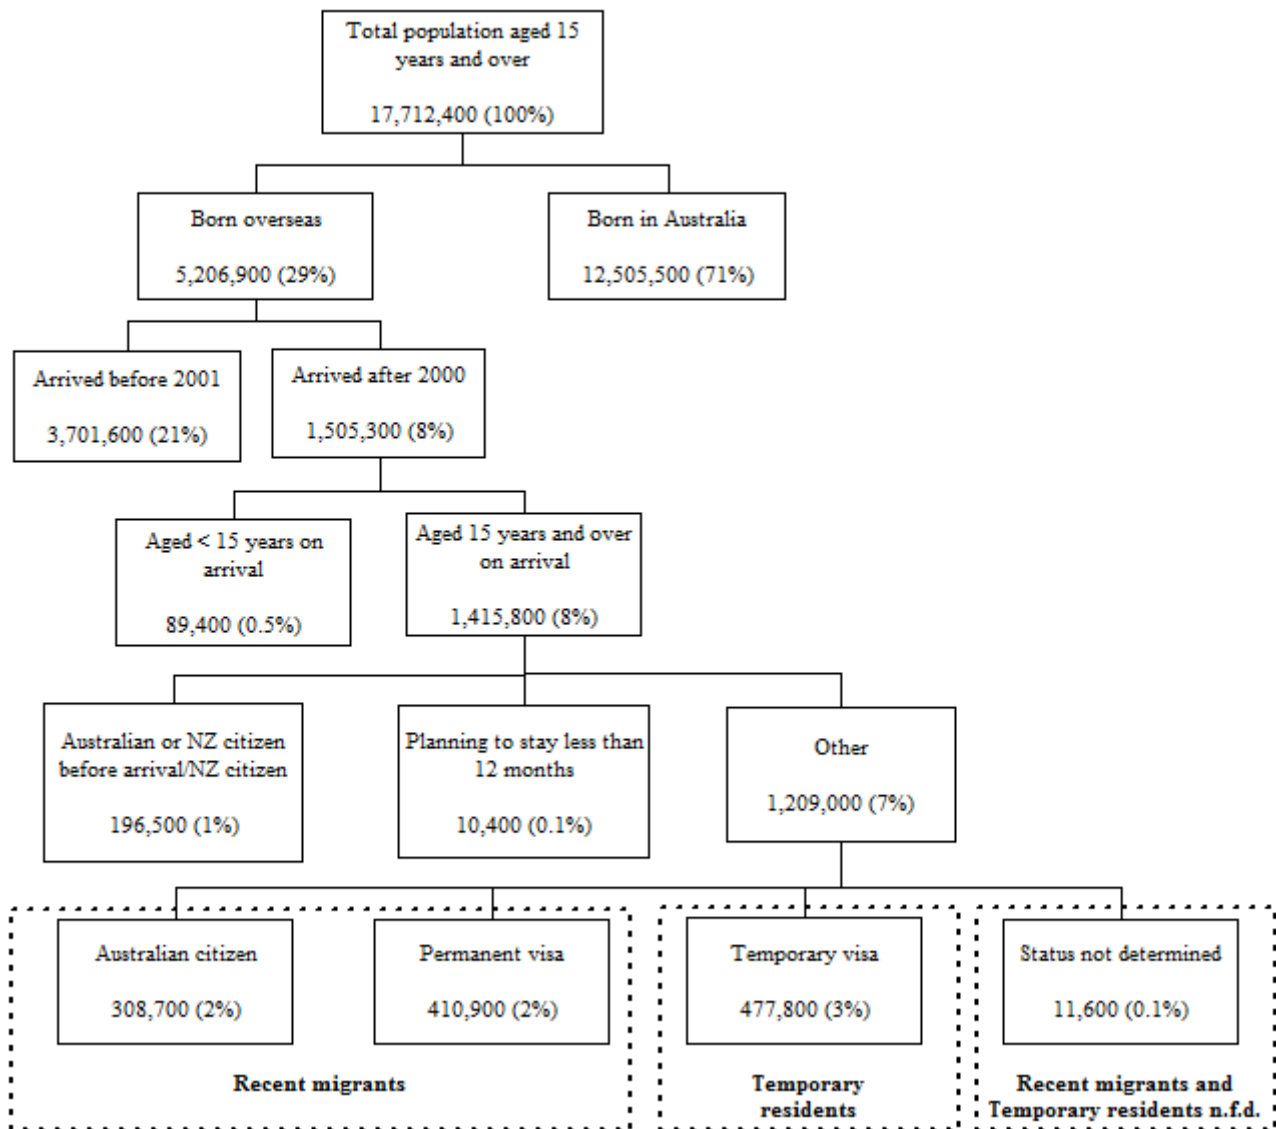 Total population aged 15
years and over
17,712,400 (100%)
Born overseas
5,206,900 (29%)
Born in Australia
12,505,500 (71%)
Arrived before 2001
3,701,600 (21%)
Arrived after 2000
1,505,300 (8%)
Aged < 15 years on
arrival
89,400 (0.5%)
Aged 15 years and over
on arrival
1,415,800 (8%)
Australian or NZ citizen
before arrival/NZ citizen
196,500 (1%)
Planning to stay less than
12 months
10,400 (0.1%)
Other
1,209,000 (7%)
Australian citizen
308,700 (2%)
Permanent visa
410,900 (2%)
Recent migrants
Temporary visa
477,800 (3%)
Temporary
residents
Status not determined
11,600 (0.1%)
Recent migrants and
Temporary residents n.f.d.